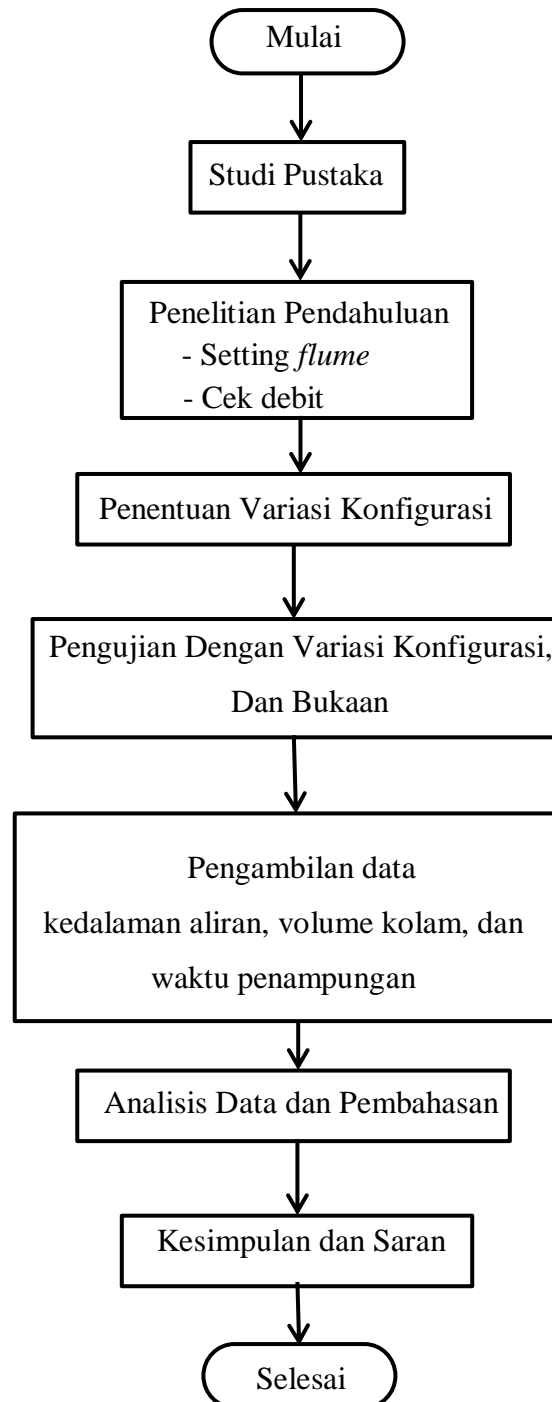 Mulai
Studi Pustaka
Penelitian Pendahuluan
- Setting flume
- Cek debit
Penentuan Variasi Konfigurasi
Pengujian Dengan Variasi Konfigurasi,
Dan Bukaan
Pengambilan data
kedalaman aliran, volume kolam, dan
waktu penampungan
Analisis Data dan Pembahasan
Kesimpulan dan Saran
Selesai